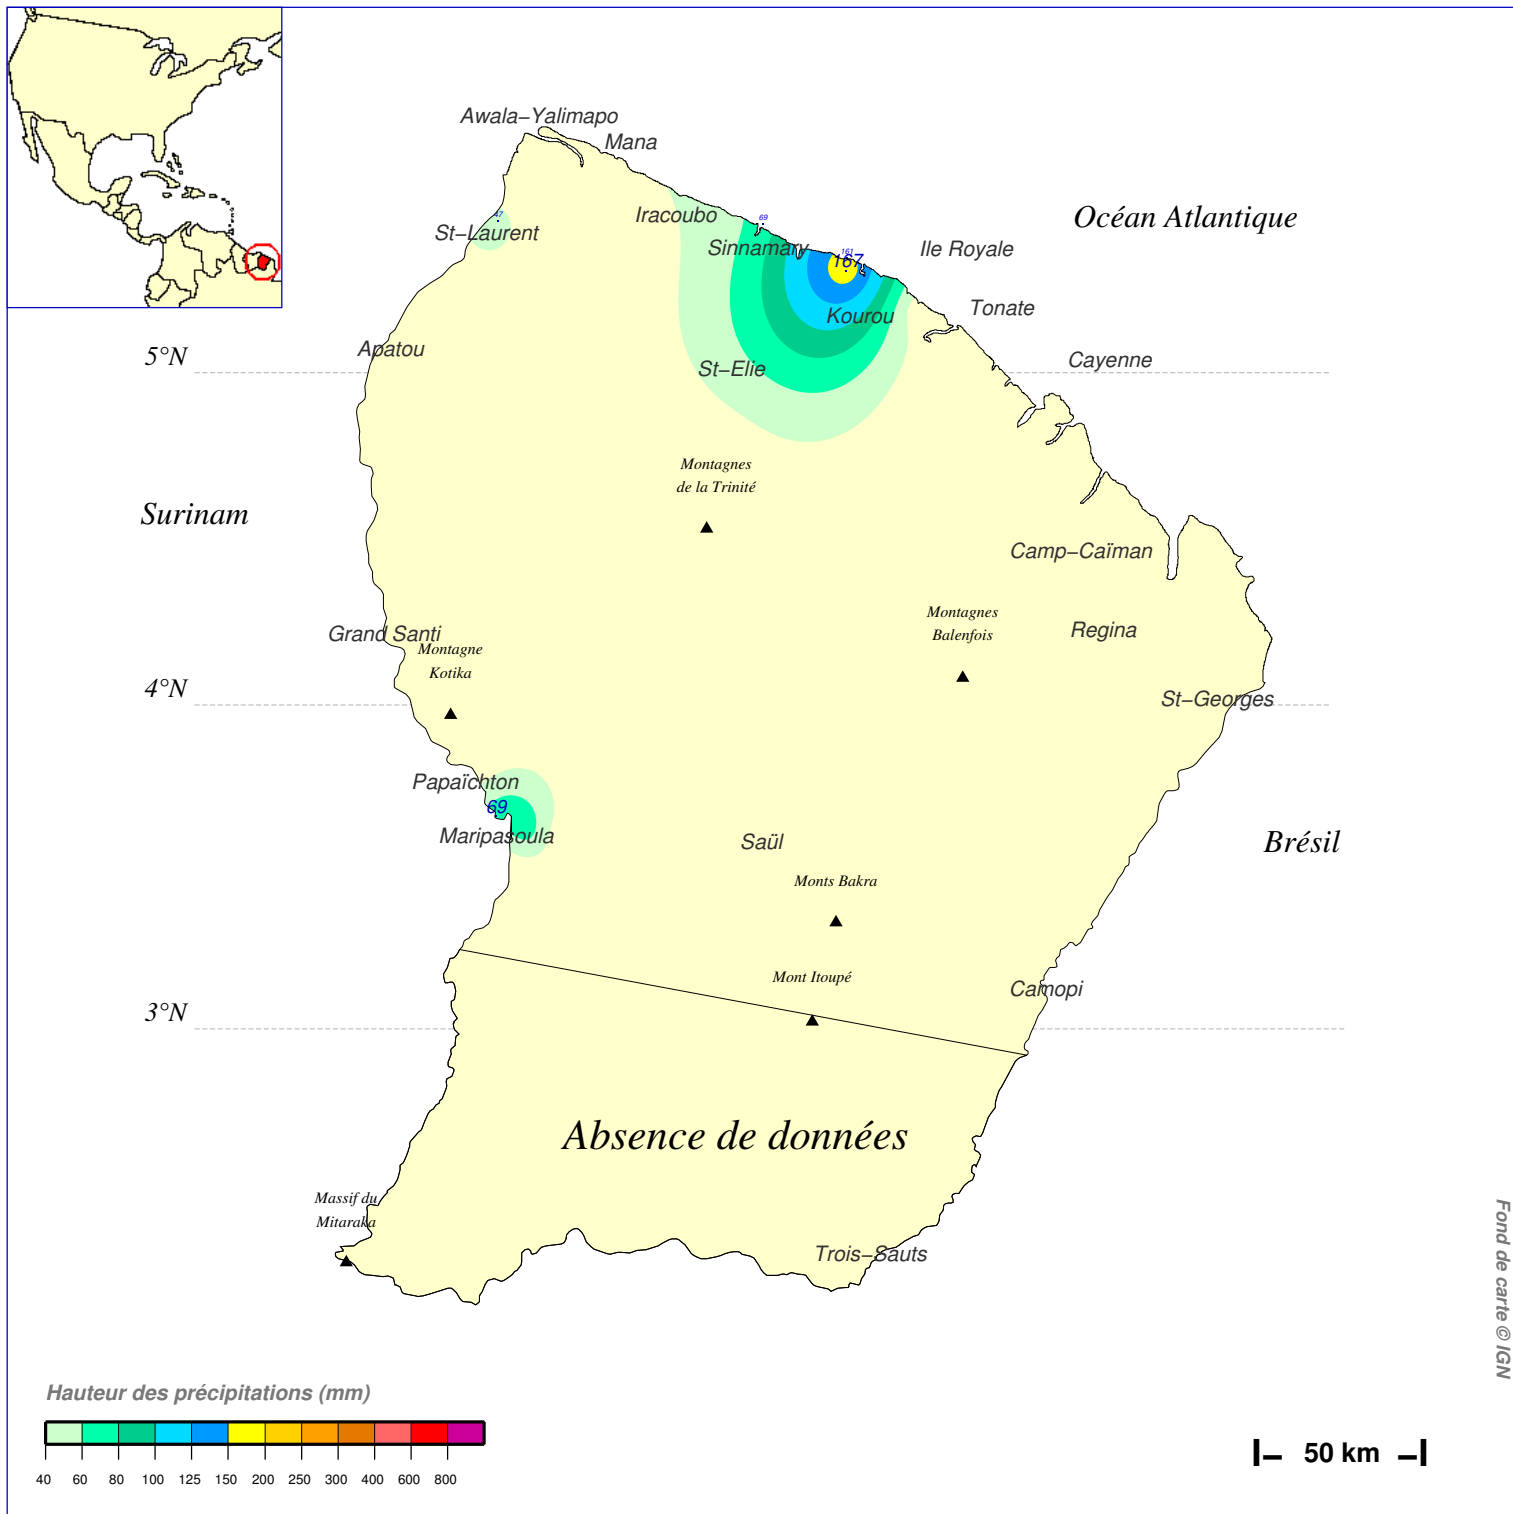 Awala−Yalimapo
Mana
Océan Atlantique
Iracoubo
47
St−Laurent
69
Sinnamary
Ile Royale
161
167
Tonate
Kourou
Apatou
5°N
Cayenne
St−Elie
Montagnes
de la Trinité
Surinam
Camp−Caïman
Montagnes
Balenfois
Regina
Grand Santi
Montagne
Kotika
4°N
St−Georges
Papaïchton
69
Maripasoula
Saül
Brésil
Monts Bakra
Mont Itoupé
Camopi
3°N
Absence de données
Massif du
Mitaraka
Trois−Sauts
Fond de carte © IGN
Hauteur des précipitations (mm)
40 60 80 100 125 150 200 250 300 400 600 800
50 km